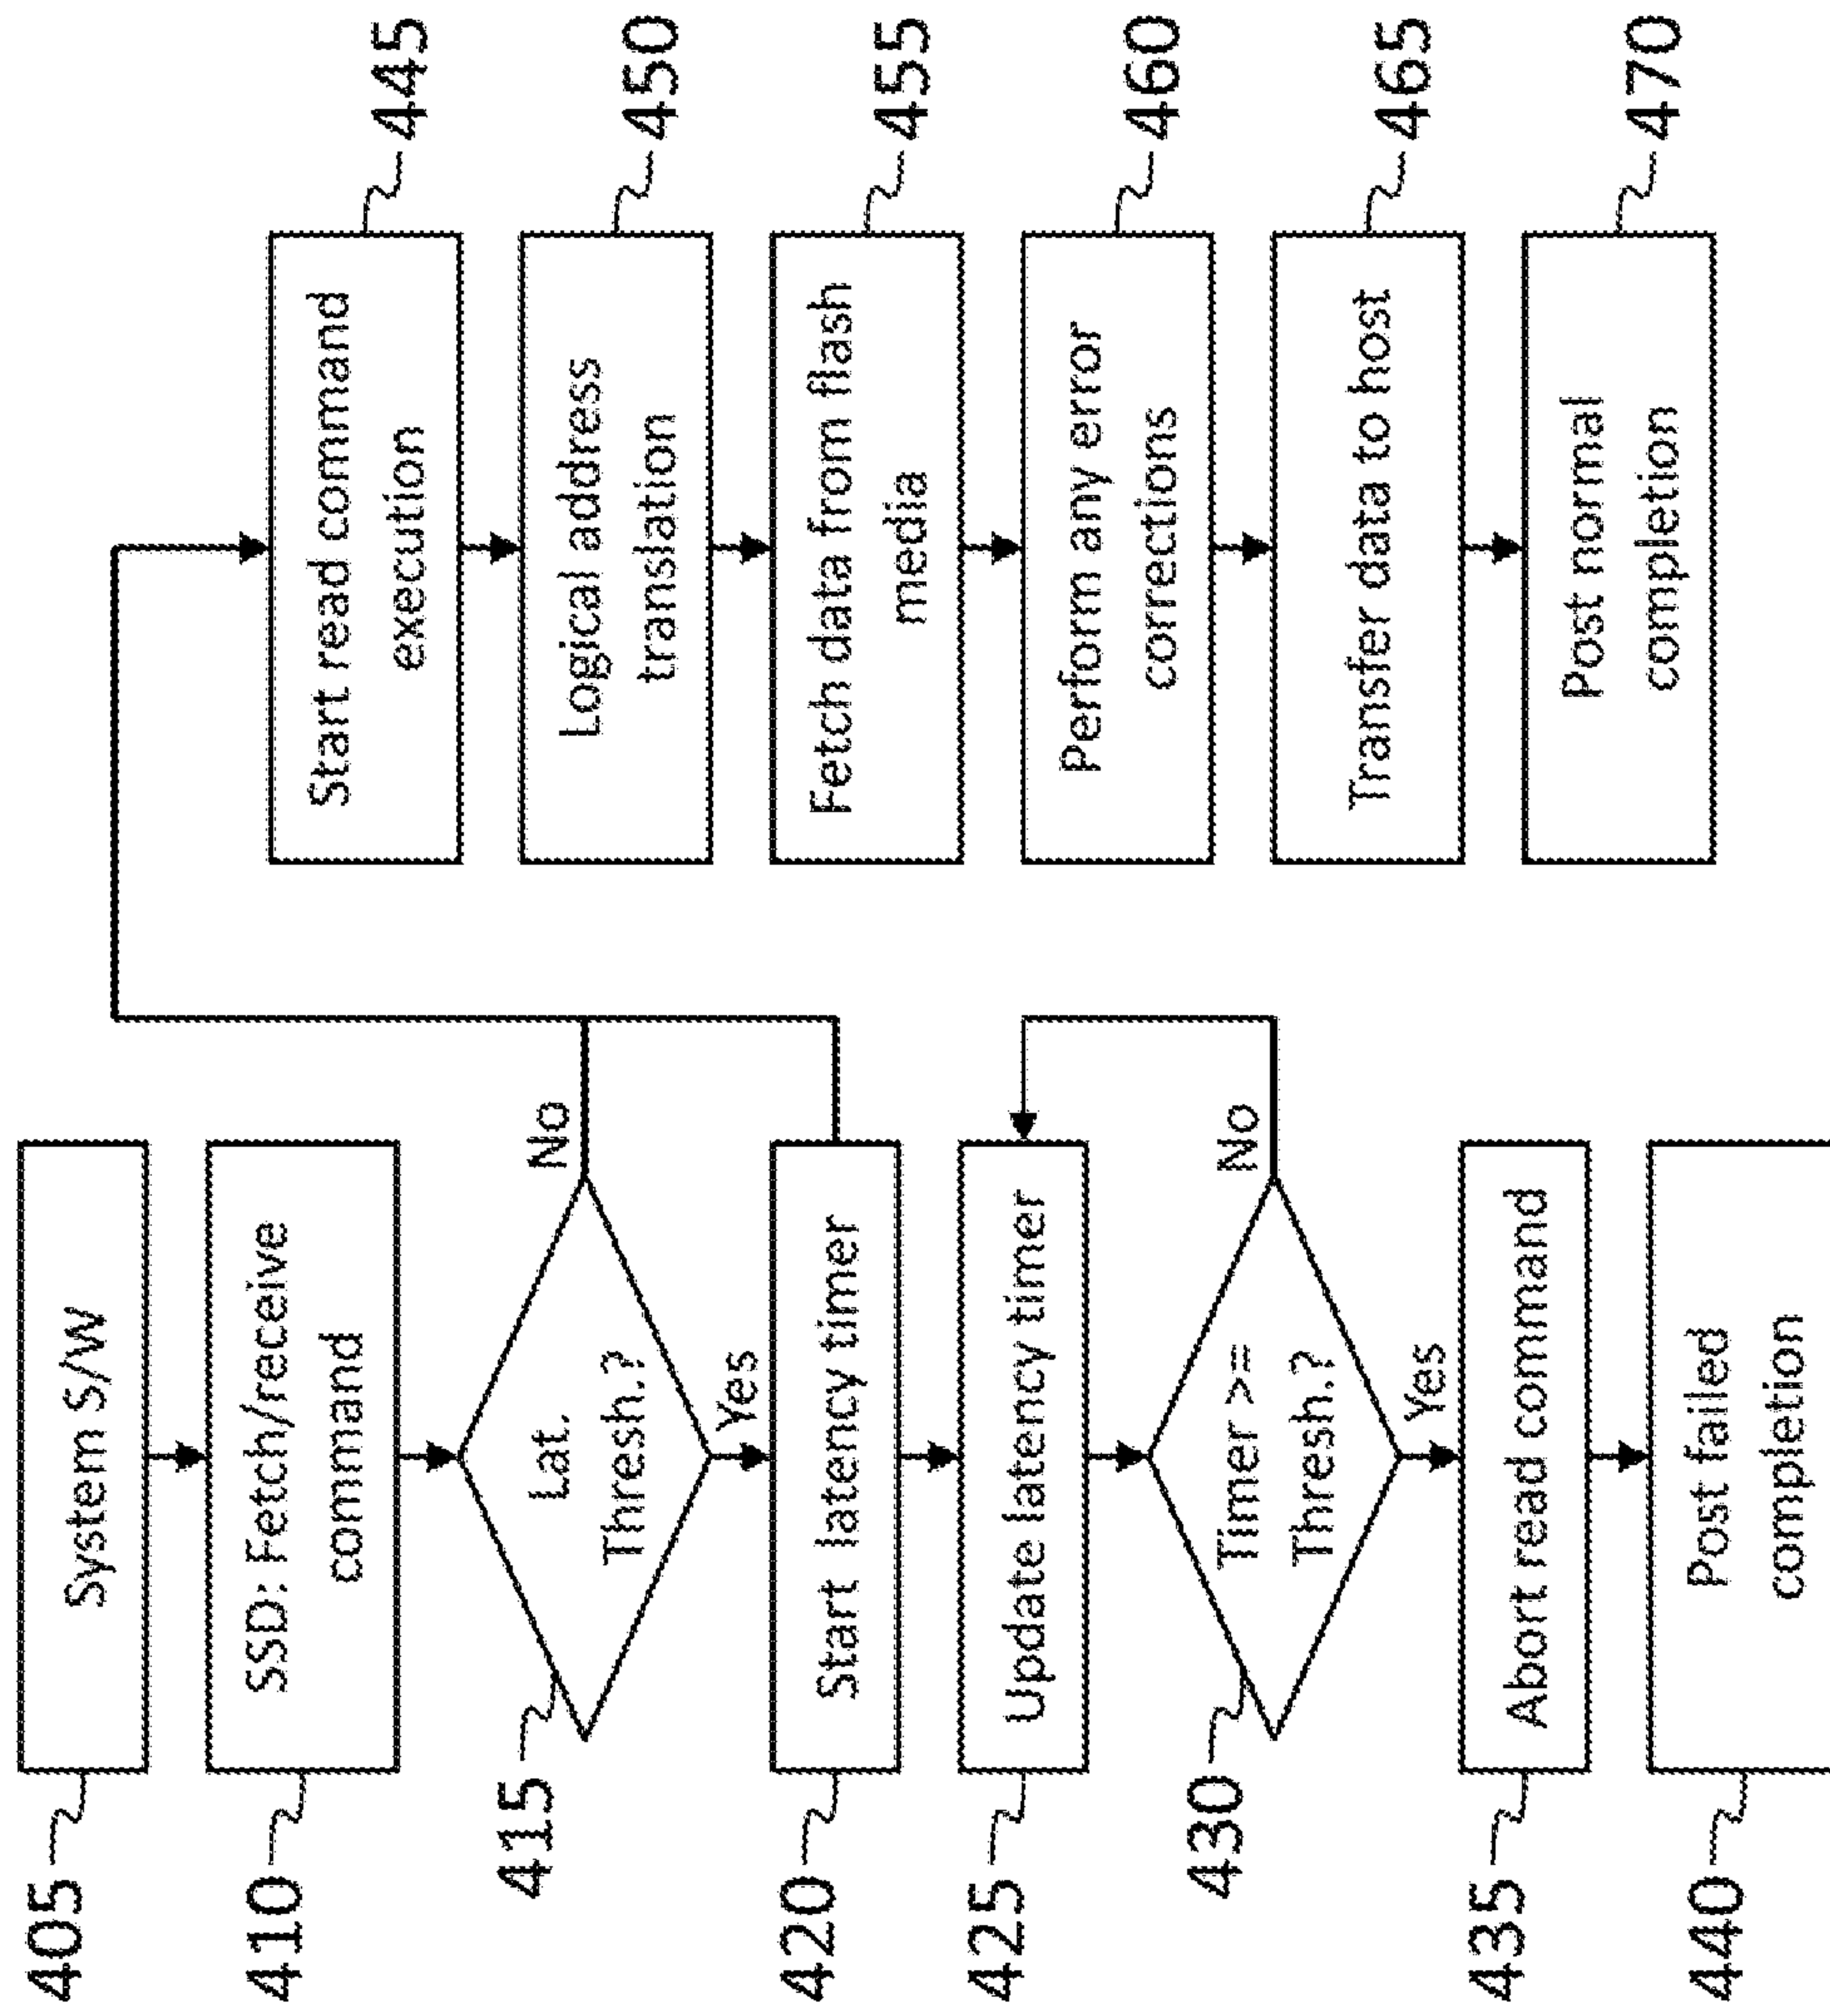 405
System S/W
410
SSD: Fetch/receive
command
415
Lat.
Thresh.?
No
Yes
420
Start latency timer
425
Update latency timer
430
Timer >=
Thresh.?
No
Yes
435
Abort read command
440
Post failed
completion
Start read command
execution
445
Logical address
translation
450
Fetch data from flash
media
455
Perform any error
corrections
460
Transfer data to host
465
Post normal
completion
470